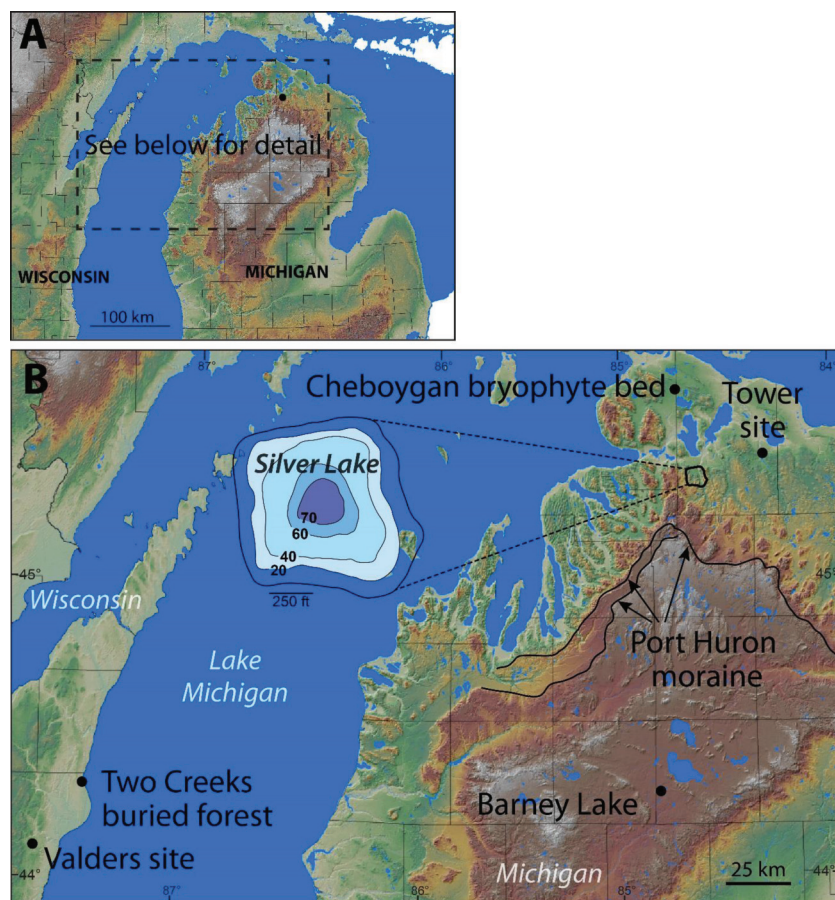 A
See below for detail
WISCONSIN
MICHIGAN
100 km
B
87°
86°
85°
84°
Cheboygan bryophyte bed
Tower
site
Silver Lake
70
60
40
20
250 ft
45°
45°
Wisconsin
Lake
Michigan
Port Huron
moraine
Two Creeks
buried forest
Barney Lake
Valders site
Michigan
25 km
44°
44°
87°
86°
85°